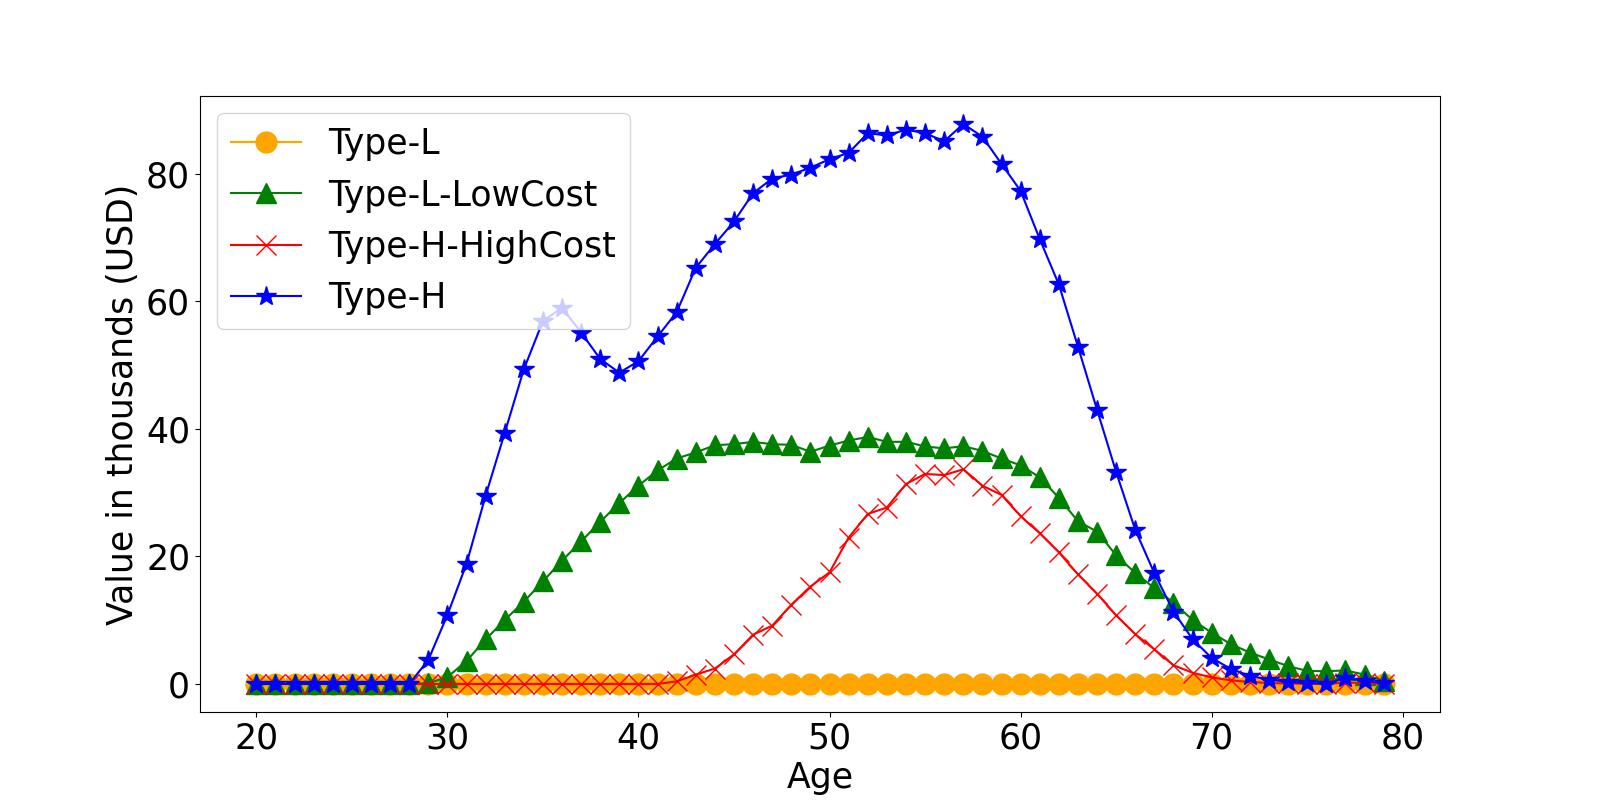 Type-L
Type-L-LowCost
Type-H-HighCost
Type-H
Value in thousands (USD)
80
60
40
20
0
20 30 40 50 60 70 80
Age